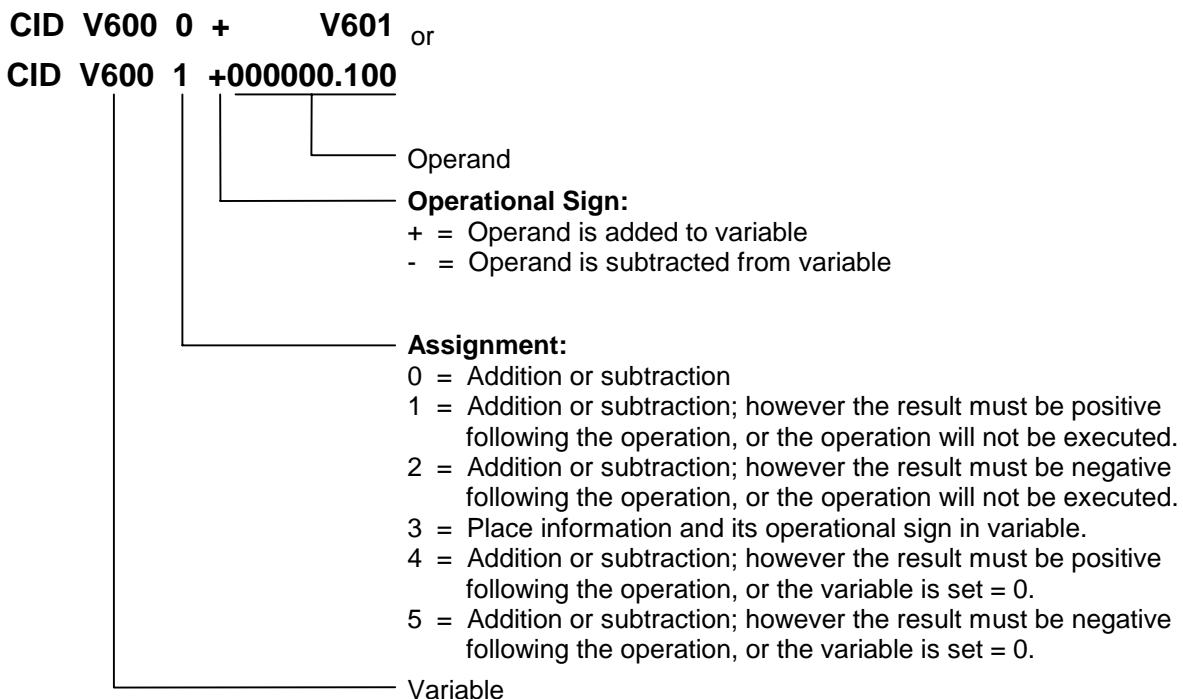 CID V600 0 + V601 or
CID V600 1 +000000.100
Operand
Operational Sign:
+ = Operand is added to variable
- = Operand is subtracted from variable
Assignment:
0 = Addition or subtraction
1 = Addition or subtraction; however the result must be positive
following the operation, or the operation will not be executed.
2 = Addition or subtraction; however the result must be negative
following the operation, or the operation will not be executed.
3 = Place information and its operational sign in variable.
4 = Addition or subtraction; however the result must be positive
following the operation, or the variable is set = 0.
5 = Addition or subtraction; however the result must be negative
following the operation, or the variable is set = 0.
Variable